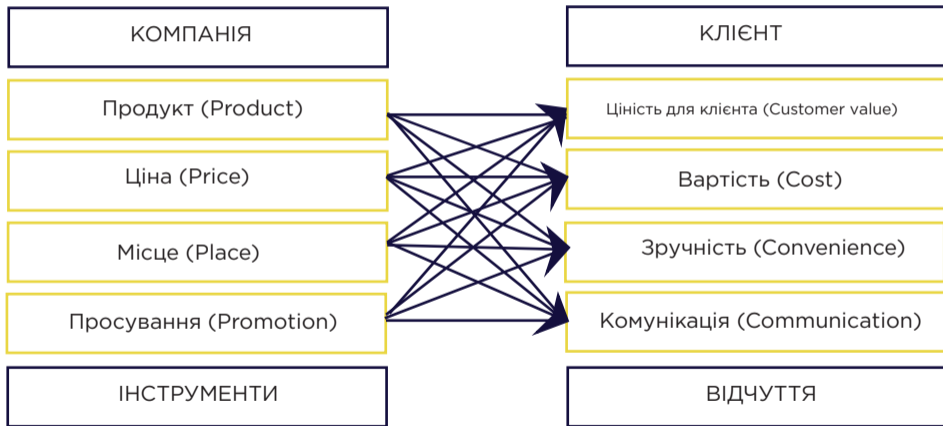 КОМПАНІЯ
КЛІЄНТ
Продукт (Product)
Ціність для клієнта (Customer value)
Ціна (Price)
Вартість (Cost)
Місце (Place)
Зручність (Convenience)
Просування (Promotion)
Комунікація (Communication)
ІНСТРУМЕНТИ
ВІДЧУТТЯ